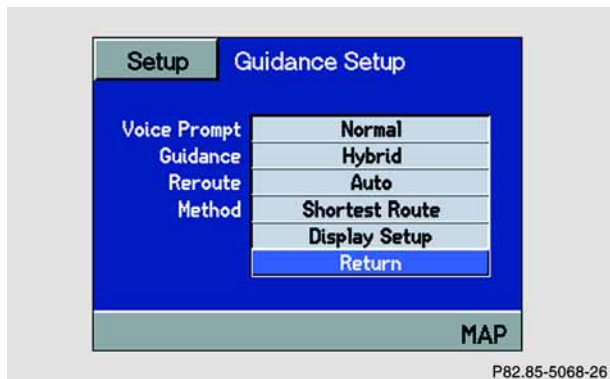 Setup Guidance Setup
Voice Prompt Normal
Guidance Hybrid
Reroute Auto
Method Shortest Route
Display Setup
Return
MAP
P82.85-5068-26